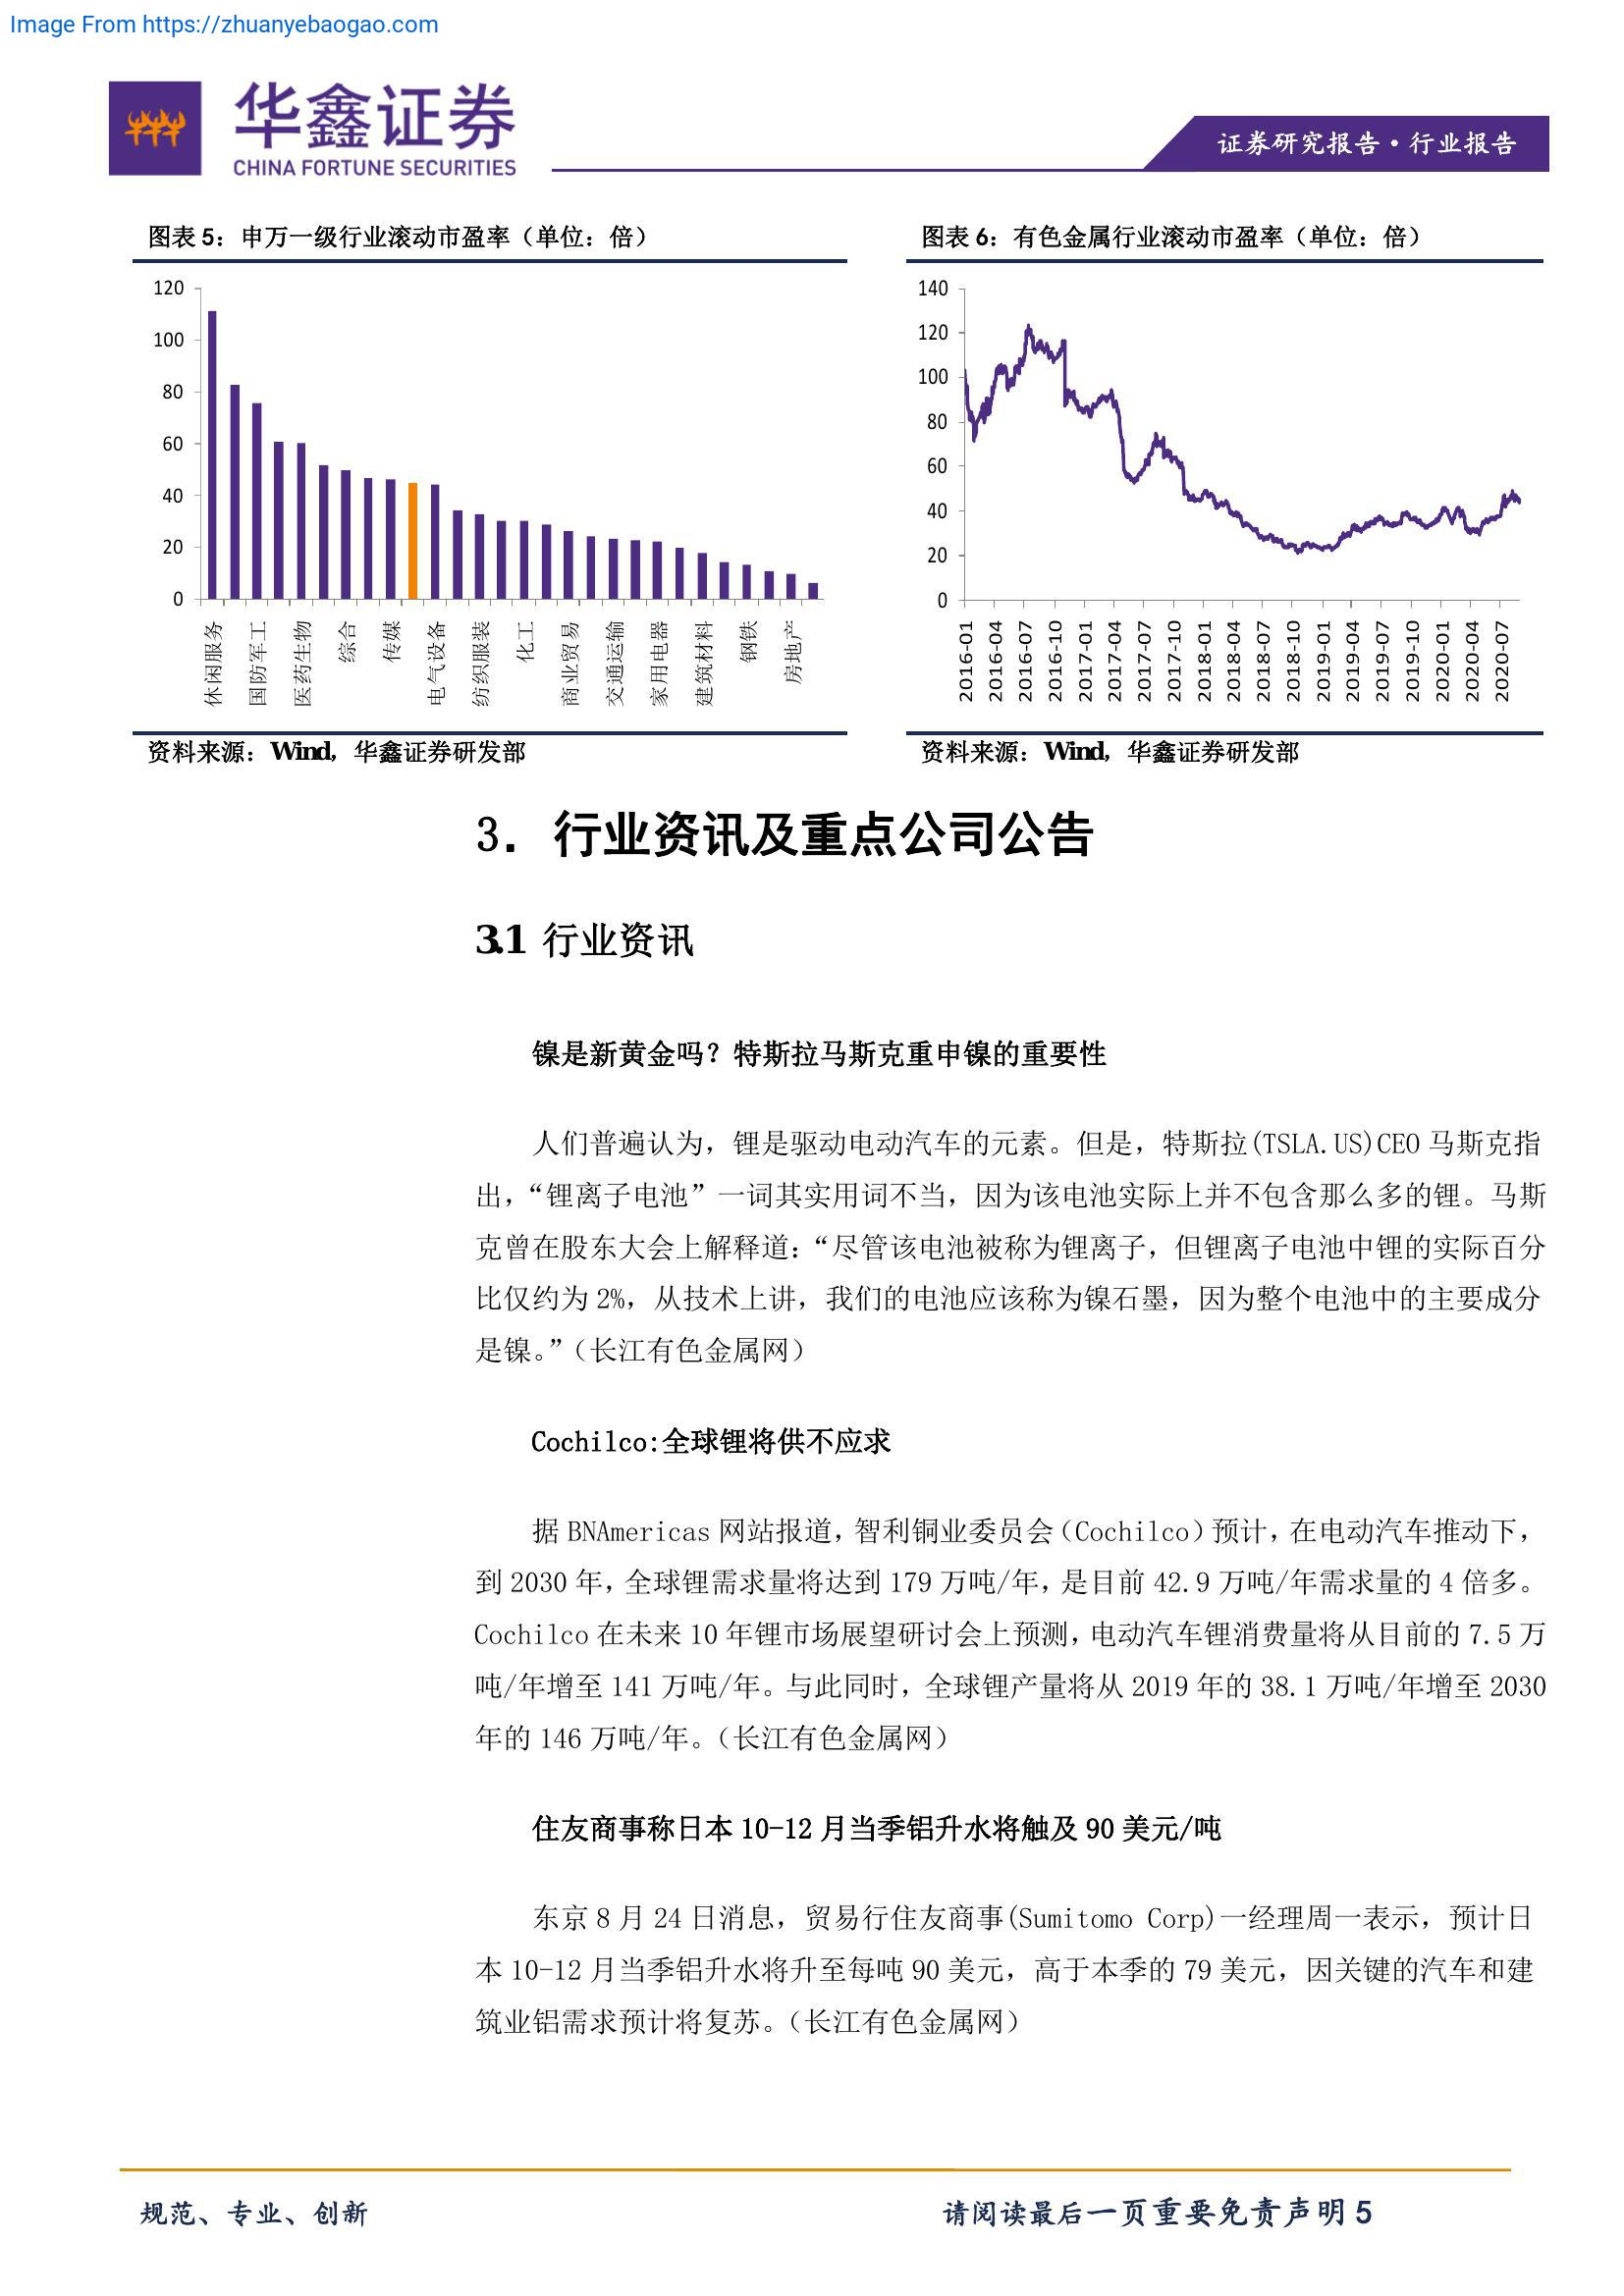 Image From https://zhuanyebaogao.com
华鑫证券
CHINA FORTUNE SECURITIES
证券研究报告·行业报告
图表 5：申万一级行业滚动市盈率（单位：倍）
120
100
80
60
40
20
0
休闲服务
国防军工
医药生物
综合
传媒
电气设备
纺织服装
化工
商业贸易
交通运输
家用电器
建筑材料
钢铁
房地产
资料来源：Wind，华鑫证券研发部
图表 6：有色金属行业滚动市盈率（单位：倍）
140
120
100
80
60
40
20
0
2016-01
2016-04
2016-07
2016-10
2017-01
2017-04
2017-07
2017-10
2018-01
2018-04
2018-07
2018-10
2019-01
2019-04
2019-07
2019-10
2020-01
2020-04
2020-07
资料来源：Wind，华鑫证券研发部
3. 行业资讯及重点公司公告
3.1 行业资讯
镍是新黄金吗？特斯拉马斯克重申镍的重要性
人们普遍认为，锂是驱动电动汽车的元素。但是，特斯拉(TSLA.US)CEO 马斯克指
出，“锂离子电池”一词其实用词不当，因为该电池实际上并不包含那么多的锂。马斯
克曾在股东大会上解释道：“尽管该电池被称为锂离子，但锂离子电池中锂的实际百分
比仅约为 2%，从技术上讲，我们的电池应该称为镍石墨，因为整个电池中的主要成分
是镍。”（长江有色金属网）
Cochilco:全球锂将供不应求
据 BNAmericas 网站报道，智利铜业委员会（Cochilco）预计，在电动汽车推动下，
到 2030 年，全球锂需求量将达到 179 万吨/年，是目前 42.9 万吨/年需求量的 4 倍多。
Cochilco 在未来 10 年锂市场展望研讨会上预测，电动汽车锂消费量将从目前的 7.5 万
吨/年增至 141 万吨/年。与此同时，全球锂产量将从 2019 年的 38.1 万吨/年增至 2030
年的 146 万吨/年。（长江有色金属网）
住友商事称日本 10-12 月当季铝升水将触及 90 美元/吨
东京 8 月 24 日消息，贸易行住友商事(Sumitomo Corp)一经理周一表示，预计日
本 10-12 月当季铝升水将升至每吨 90 美元，高于本季的 79 美元，因关键的汽车和建
筑业铝需求预计将复苏。（长江有色金属网）
规范、专业、创新
请阅读最后一页重要免责声明 5